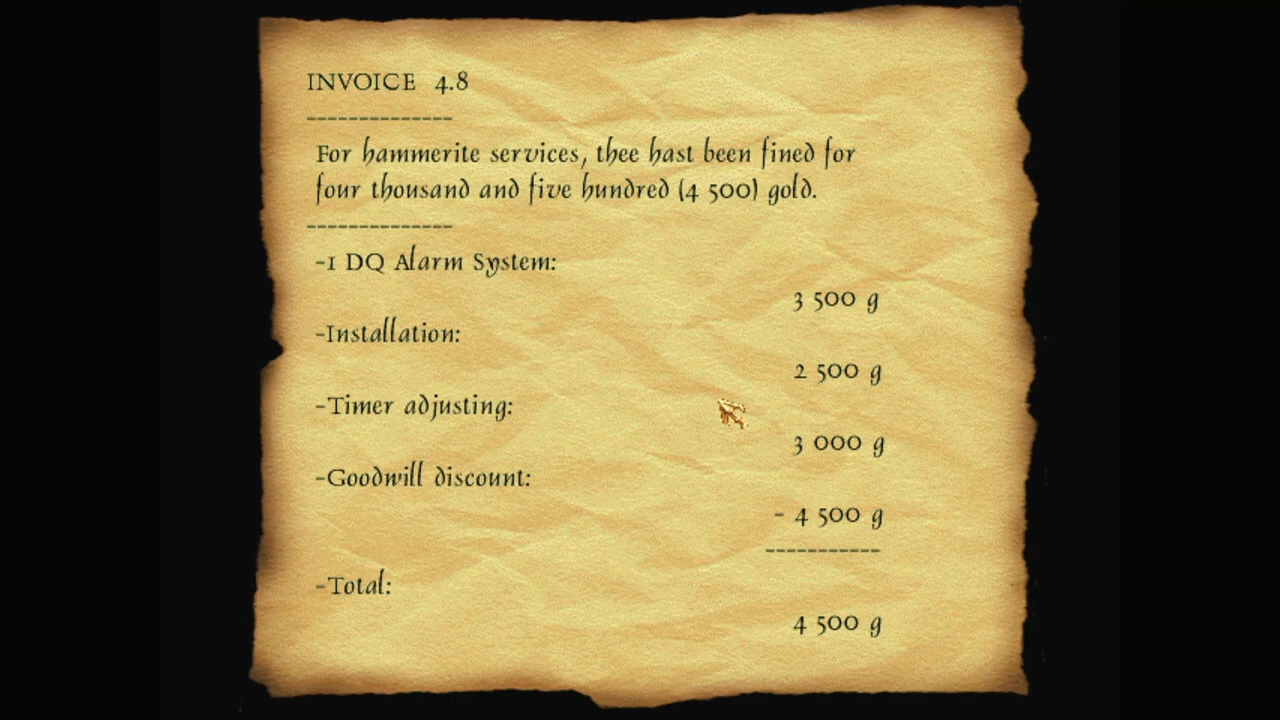 INVOICE 4.8
--------------
For hammerite services, thee hast been fined for
four thousand and five hundred (4 500) gold.
--------------
-1 DQ Alarm System:
3 500 g
-Installation:
2 500 g
-Timer adjusting:
3 000 g
-Goodwill discount:
- 4 500 g
-----------
-Total:
4 500 g